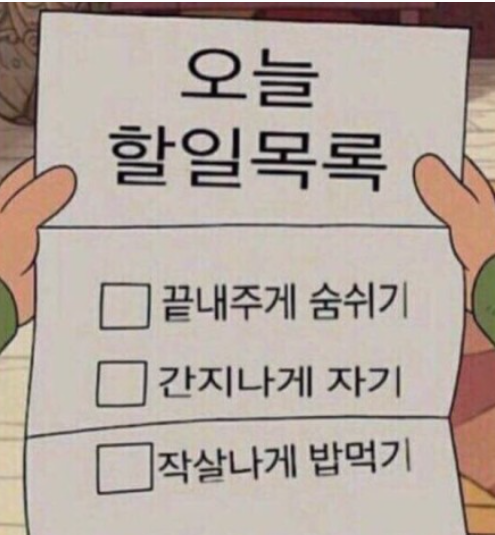 오늘
할일목록
끝내주게 숨쉬기
간지나게 자기
작살나게 밥먹기